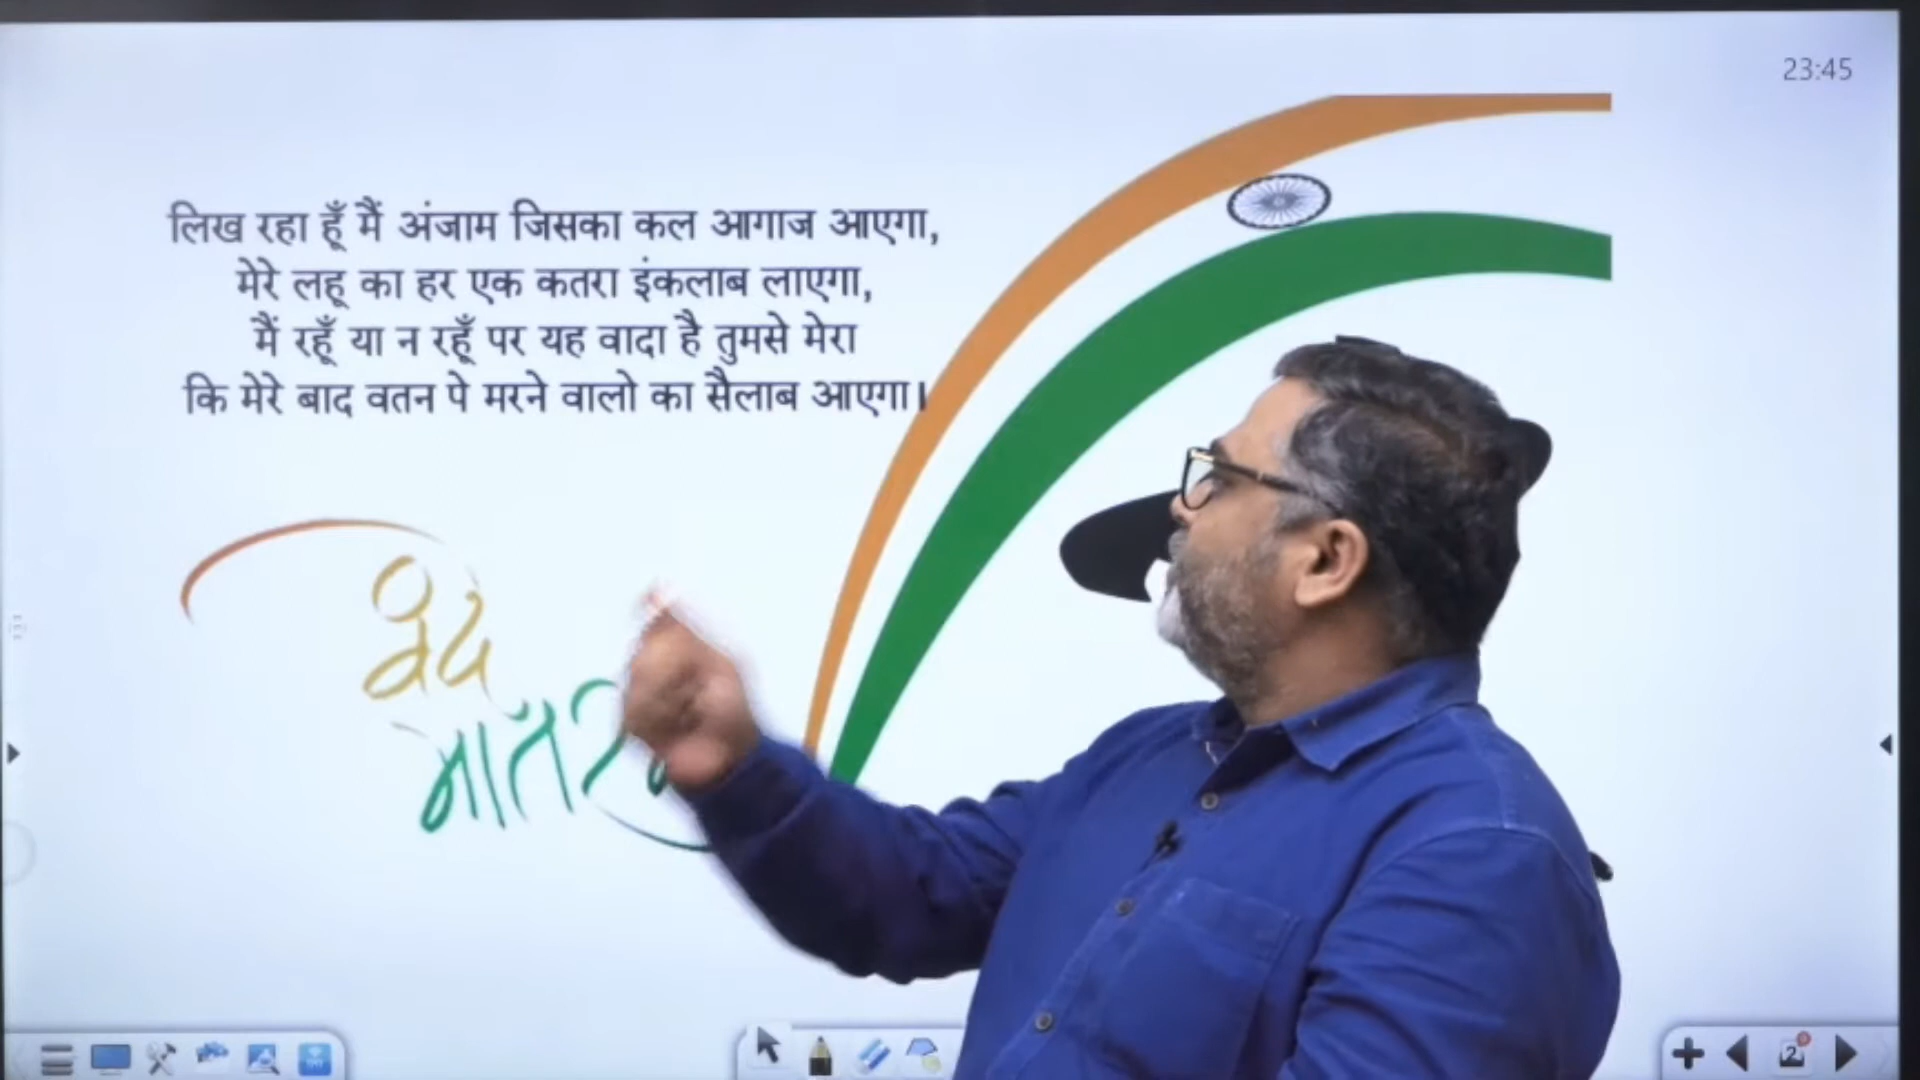 23:45
लिख रहा हूँ मैं अंजाम जिसका कल आगाज आएगा,
मेरे लहू का हर एक कतरा इंकलाब लाएगा,
मैं रहूँ या न रहूँ पर यह वादा है तुमसे मेरा
कि मेरे बाद वतन पे मरने वालो का सैलाब आएगा।
वंदे
2